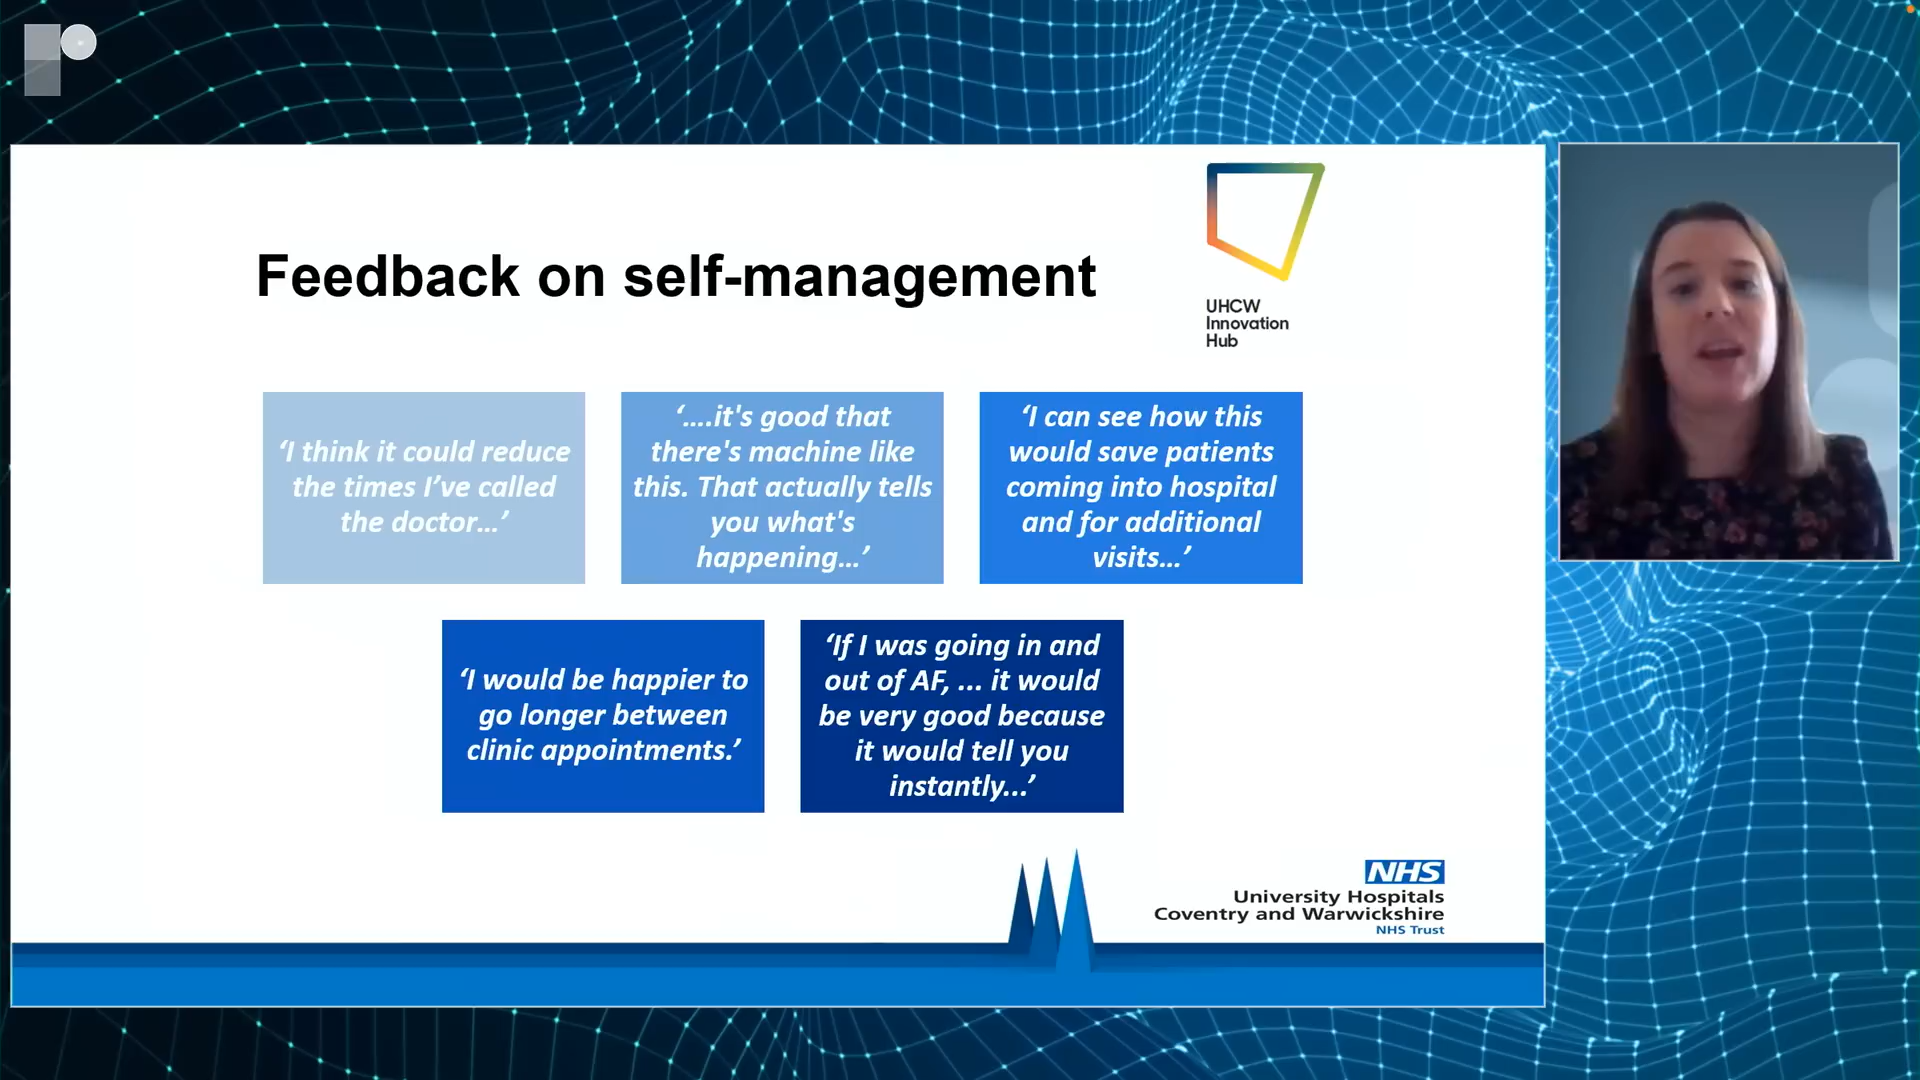 Feedback on self-management
UHCW
Innovation
Hub
‘I think it could reduce
the times I’ve called
the doctor...’
‘....it's good that
there's machine like
this. That actually tells
you what's
happening...’
‘I can see how this
would save patients
coming into hospital
and for additional
visits...’
‘I would be happier to
go longer between
clinic appointments.’
‘If I was going in and
out of AF, ... it would
be very good because
it would tell you
instantly...’
NHS
University Hospitals
Coventry and Warwickshire
NHS Trust